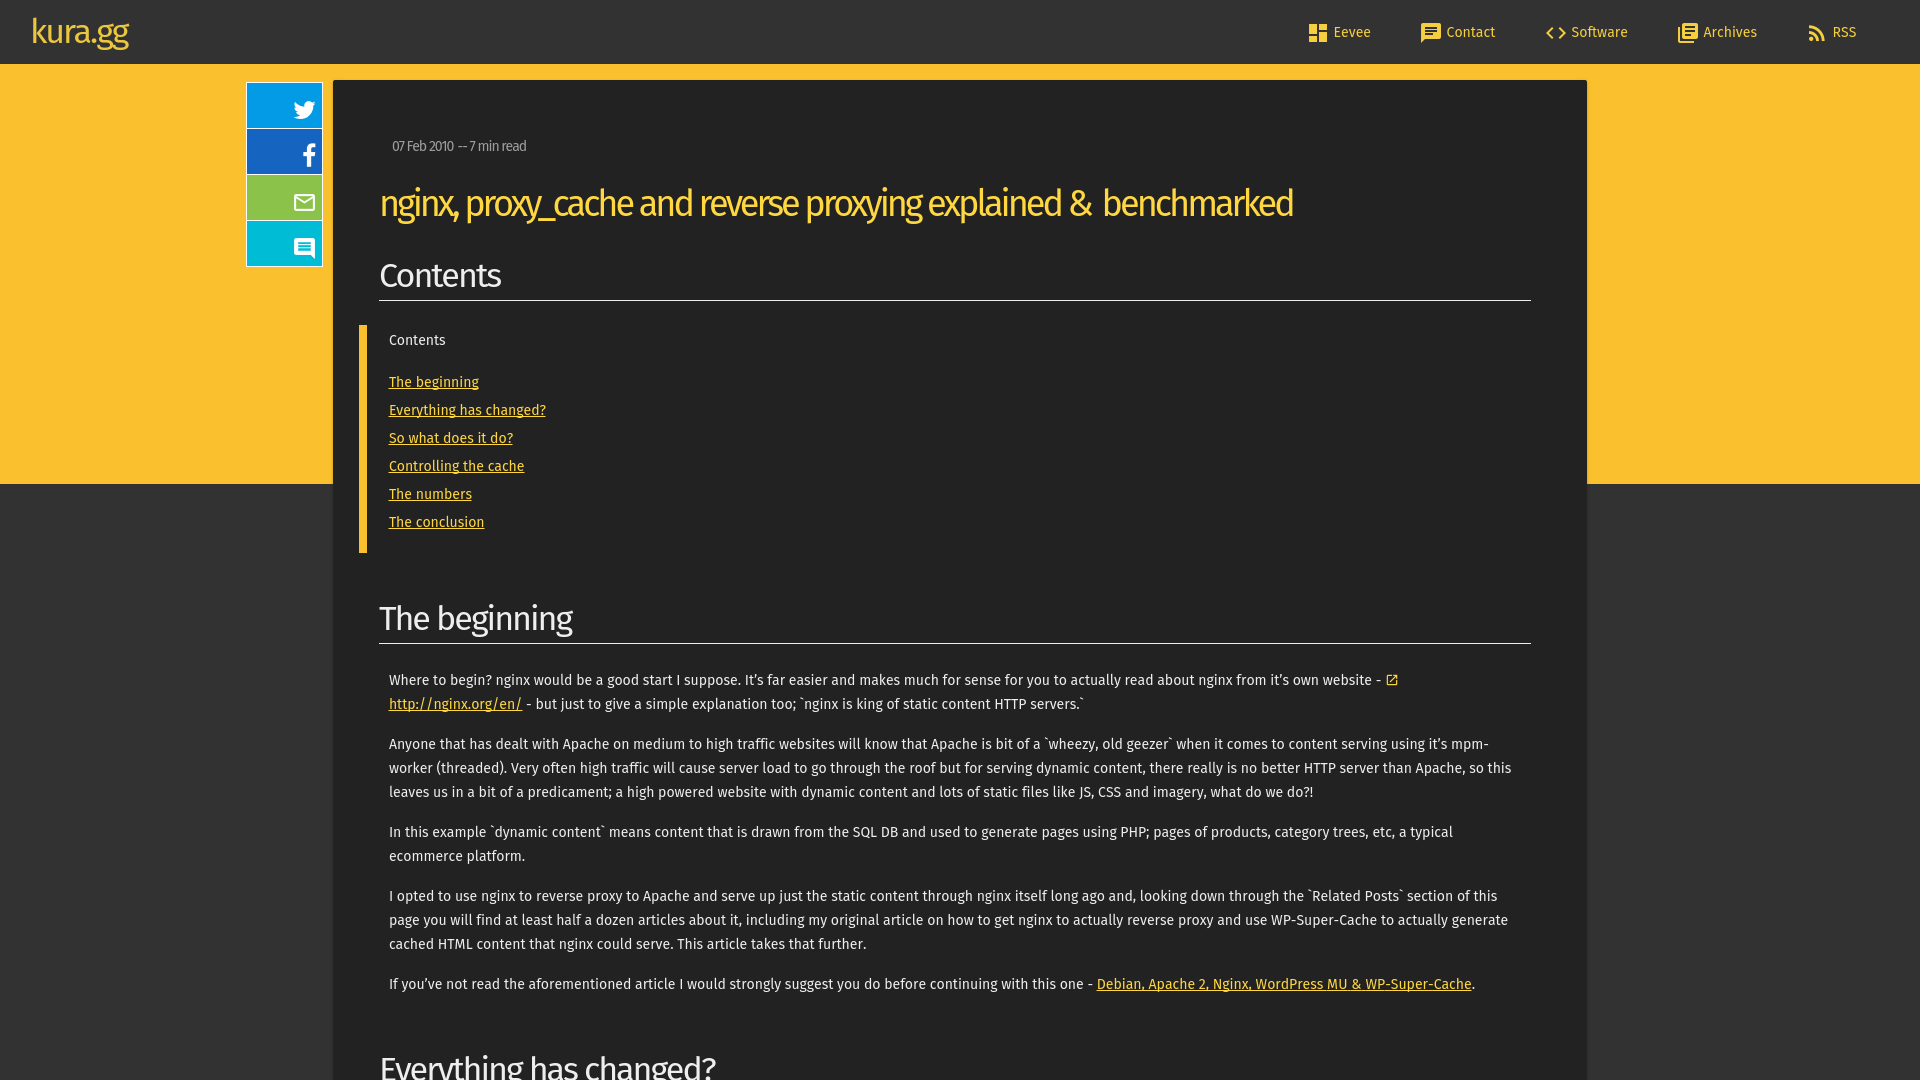 kura.gg
Eevee
Contact
Software
Archives
RSS
07 Feb 2010 -- 7 min read
nginx, proxy_cache and reverse proxying explained & benchmarked
Contents
Contents
The beginning
Everything has changed?
So what does it do?
Controlling the cache
The numbers
The conclusion
The beginning
Where to begin? nginx would be a good start I suppose. It’s far easier and makes much for sense for you to actually read about nginx from it’s own website -
http://nginx.org/en/ - but just to give a simple explanation too; `nginx is king of static content HTTP servers.`
Anyone that has dealt with Apache on medium to high traffic websites will know that Apache is bit of a `wheezy, old geezer` when it comes to content serving using it’s mpm-
worker (threaded). Very often high traffic will cause server load to go through the roof but for serving dynamic content, there really is no better HTTP server than Apache, so this
leaves us in a bit of a predicament; a high powered website with dynamic content and lots of static files like JS, CSS and imagery, what do we do?!
In this example `dynamic content` means content that is drawn from the SQL DB and used to generate pages using PHP; pages of products, category trees, etc, a typical
ecommerce platform.
I opted to use nginx to reverse proxy to Apache and serve up just the static content through nginx itself long ago and, looking down through the `Related Posts` section of this
page you will find at least half a dozen articles about it, including my original article on how to get nginx to actually reverse proxy and use WP-Super-Cache to actually generate
cached HTML content that nginx could serve. This article takes that further.
If you’ve not read the aforementioned article I would strongly suggest you do before continuing with this one - Debian, Apache 2, Nginx, WordPress MU & WP-Super-Cache.
Everything has changed?